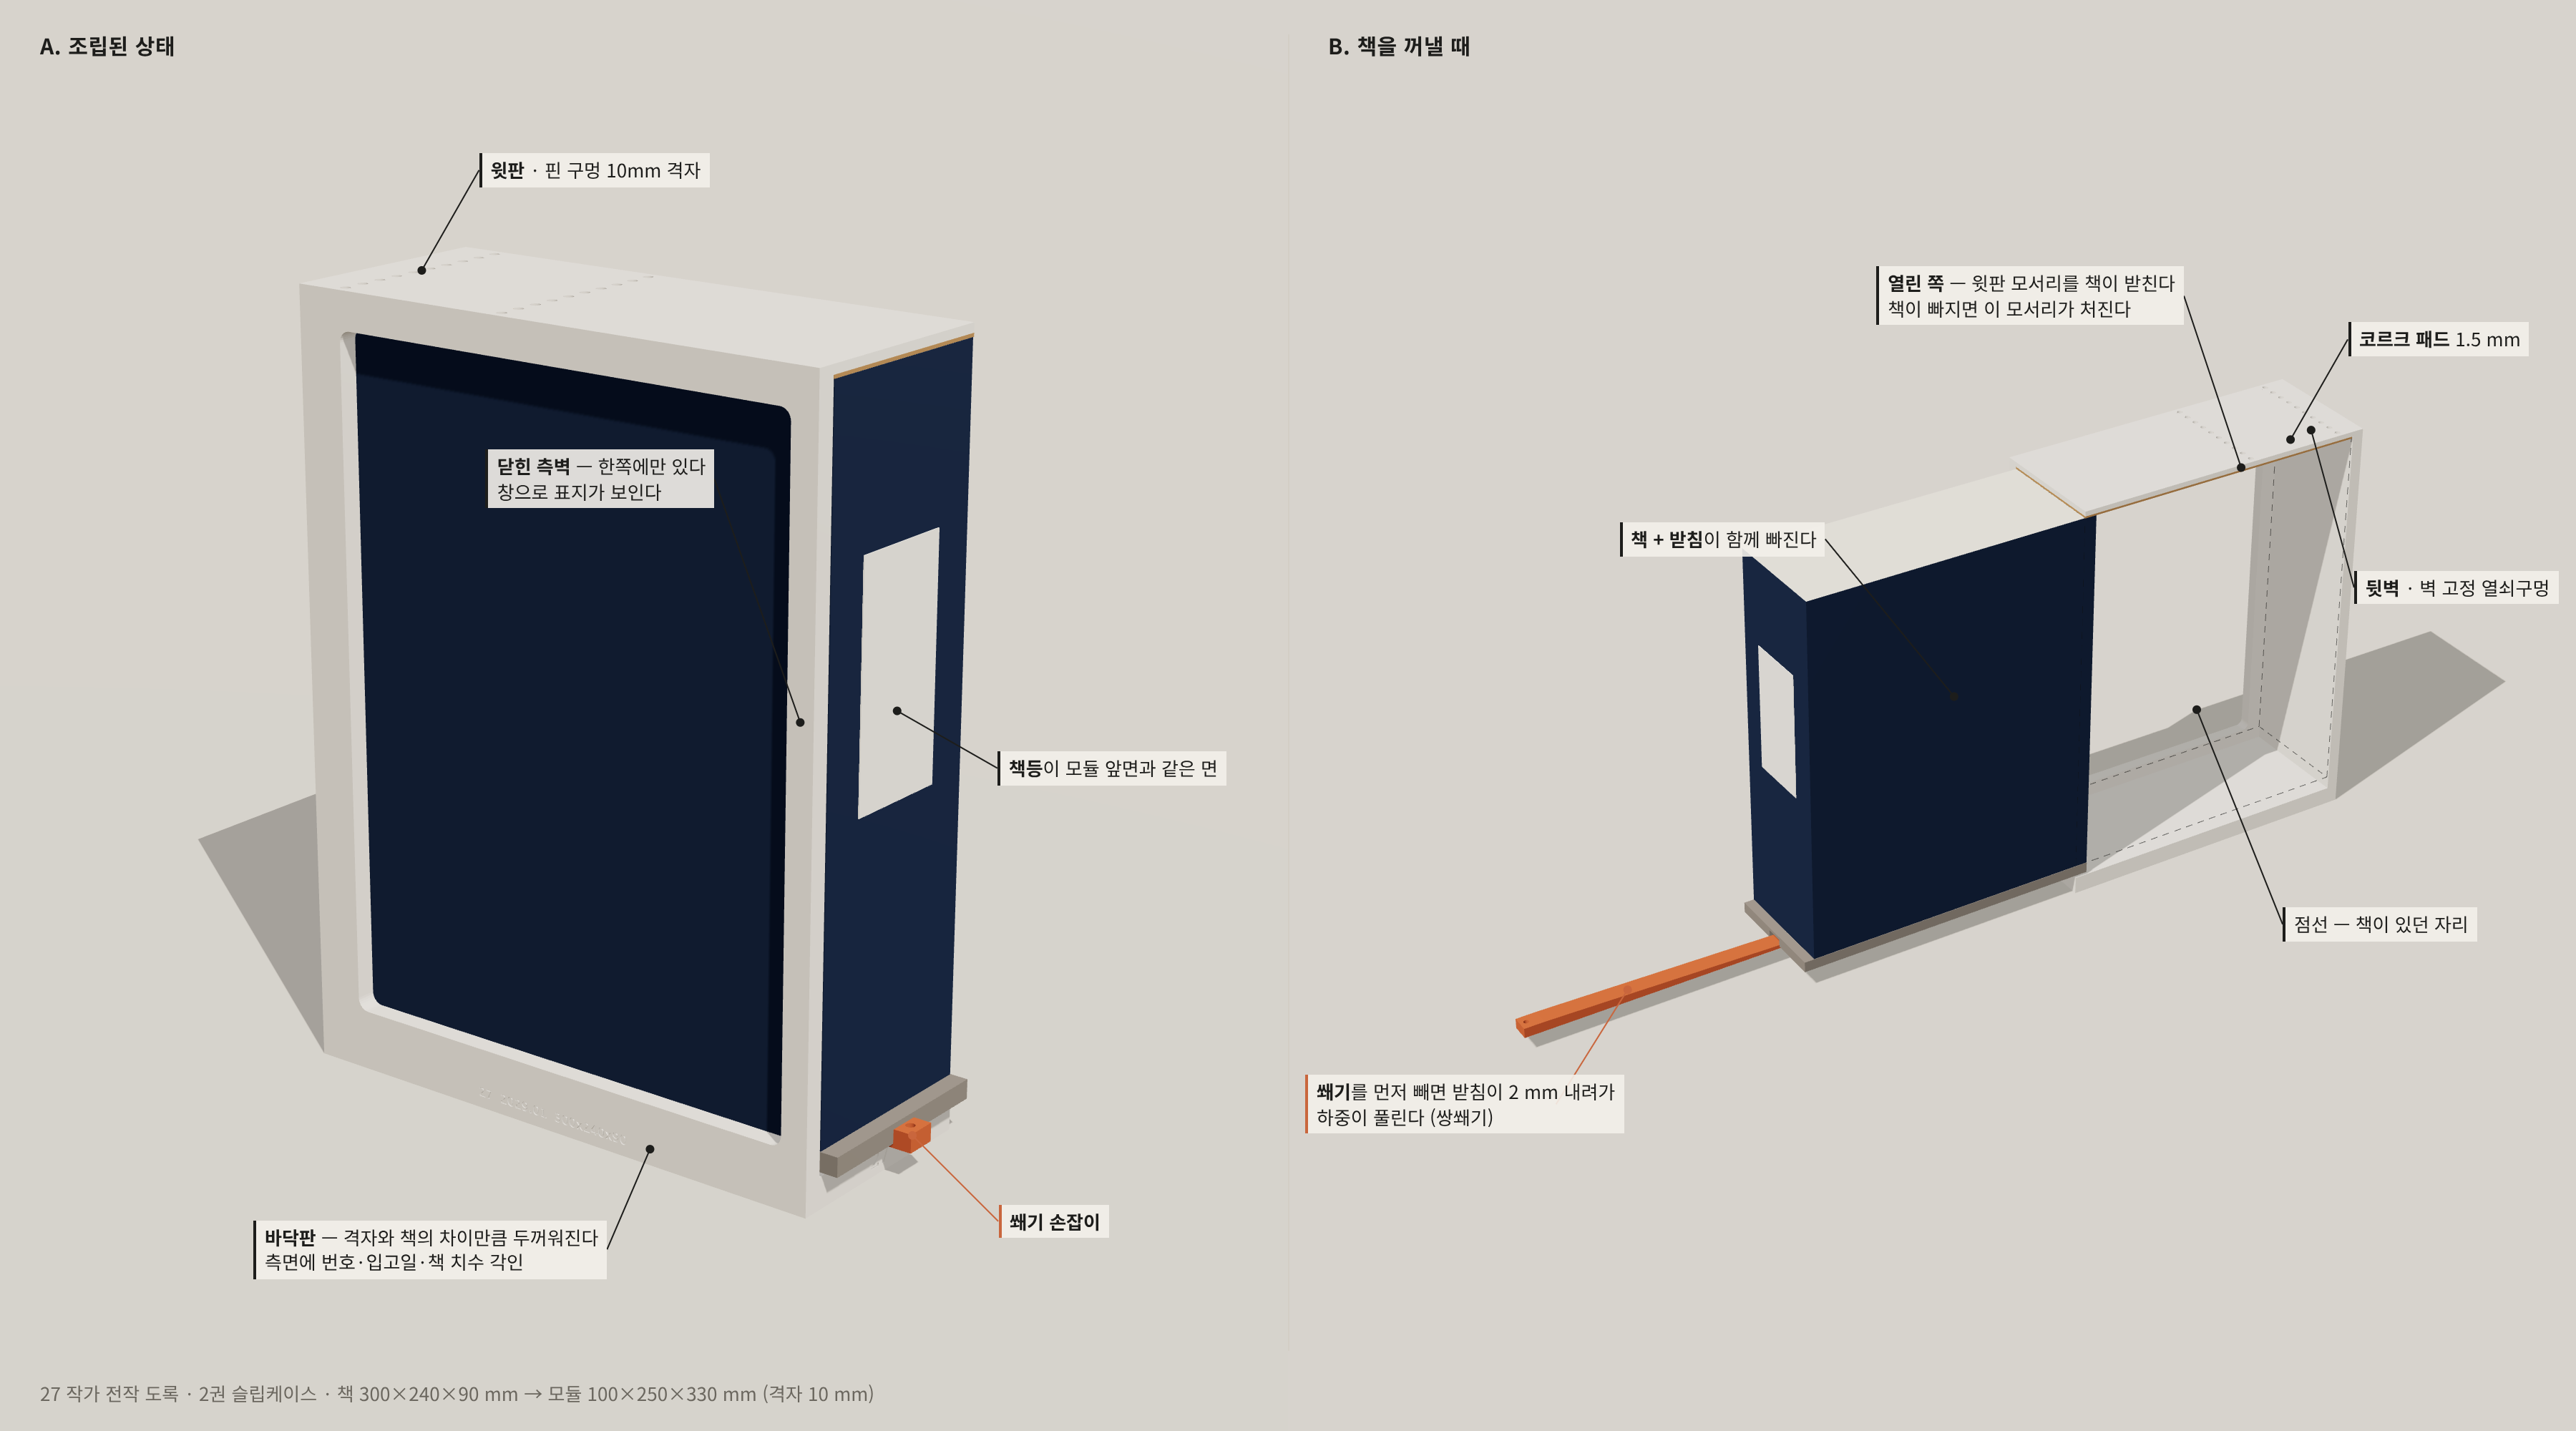 A. 조립된 상태
윗판 · 핀 구멍 10mm 격자
닫힌 측벽 — 한쪽에만 있다
창으로 표지가 보인다
책등이 모듈 앞면과 같은 면
쐐기 손잡이
바닥판 — 격자와 책의 차이만큼 두꺼워진다
측면에 번호·입고일·책 치수 각인
B. 책을 꺼낼 때
열린 쪽 — 윗판 모서리를 책이 받친다
책이 빠지면 이 모서리가 처진다
코르크 패드 1.5 mm
책 + 받침이 함께 빠진다
뒷벽 · 벽 고정 열쇠구멍
점선 — 책이 있던 자리
쐐기를 먼저 빼면 받침이 2 mm 내려가
하중이 풀린다 (쌍쐐기)
27 작가 전작 도록 · 2권 슬립케이스 · 책 300×240×90 mm → 모듈 100×250×330 mm (격자 10 mm)